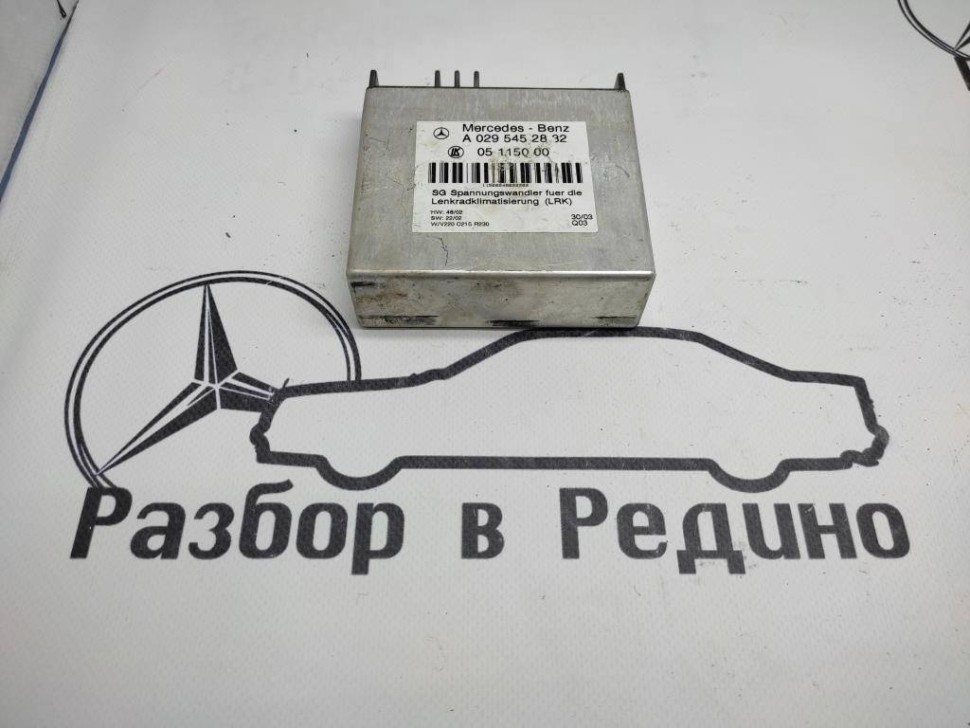 Mercedes - Benz
A 029 545 28 32
05 1150 00
SG Spannungswandler fuer die
Lenkradklimatisierung (LRK)
HW: 48/02
SW: 22/02
W/V220 C215 R230
30/03
Q03
Разбор в Редино